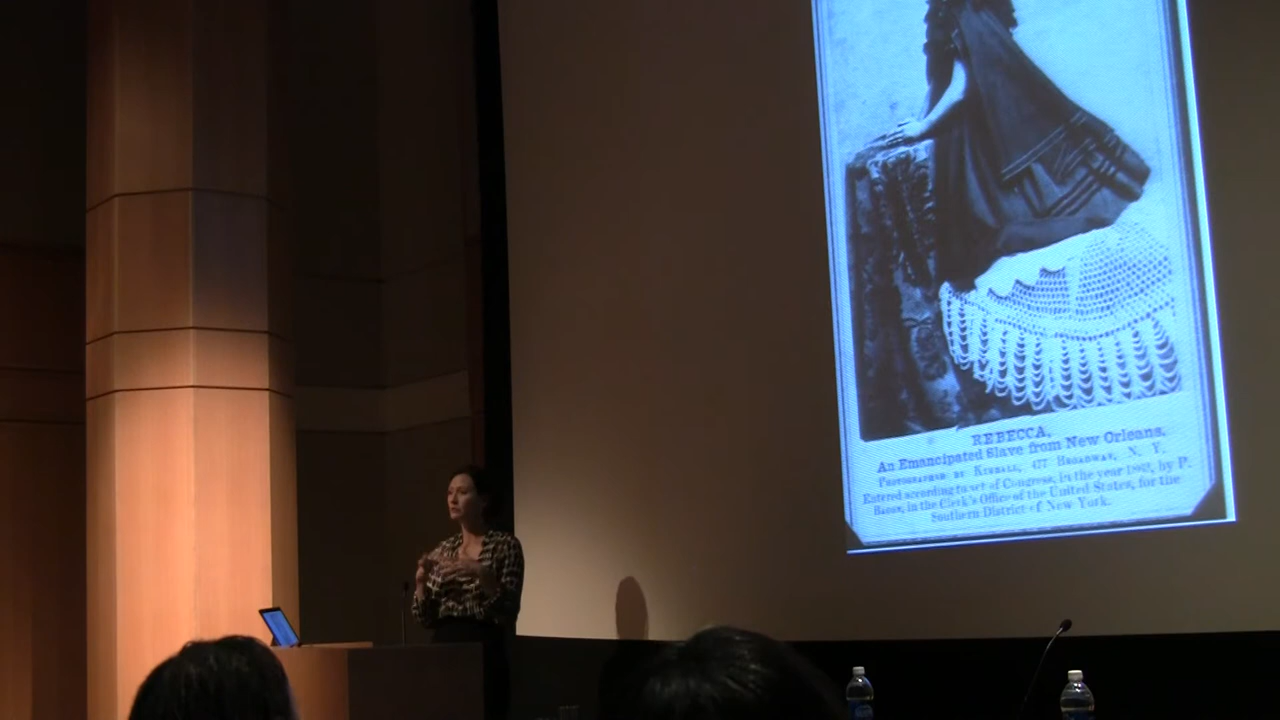 REBECCA,
An Emancipated Slave from New Orleans.
PHOTOGRAPHED BY KIMBALL, 477 BROADWAY, N. Y.
Entered according to act of Congress, in the year 1863, by P.
BACON, in the Clerk's Office of the United States, for the
Southern District of New York.